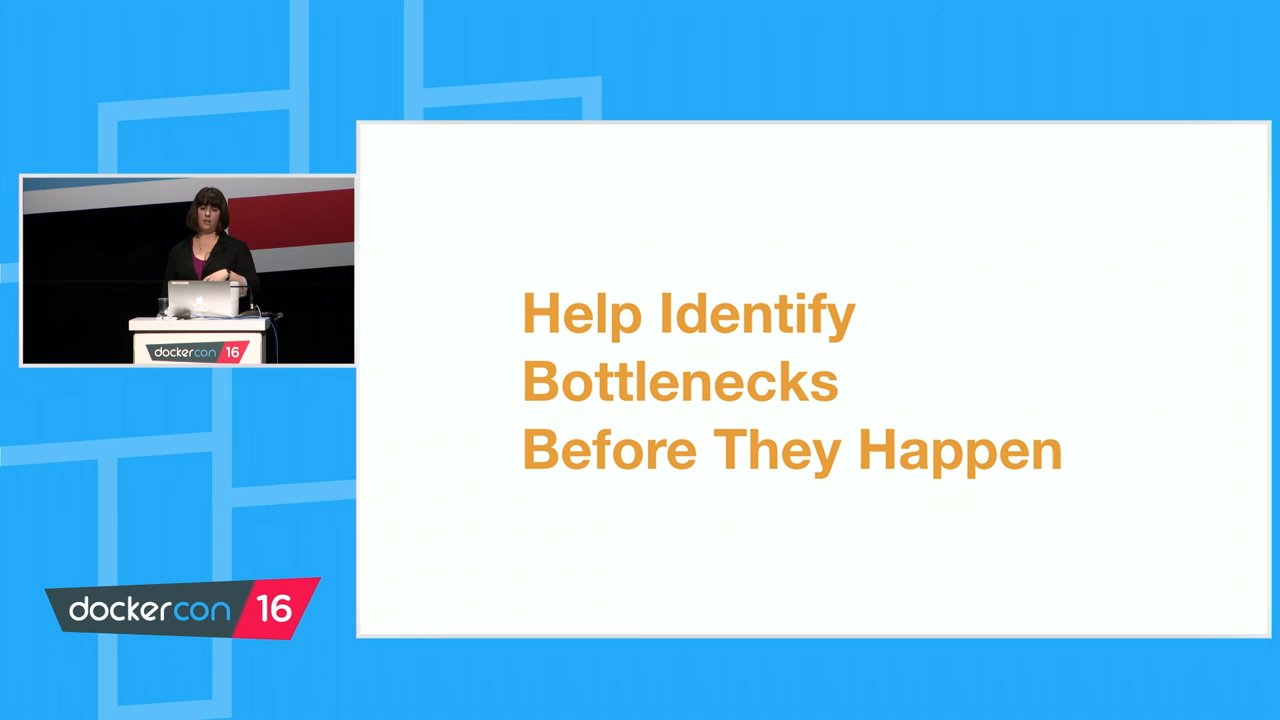 Help Identify
Bottlenecks
Before They Happen
dockercon 16
dockercon 16